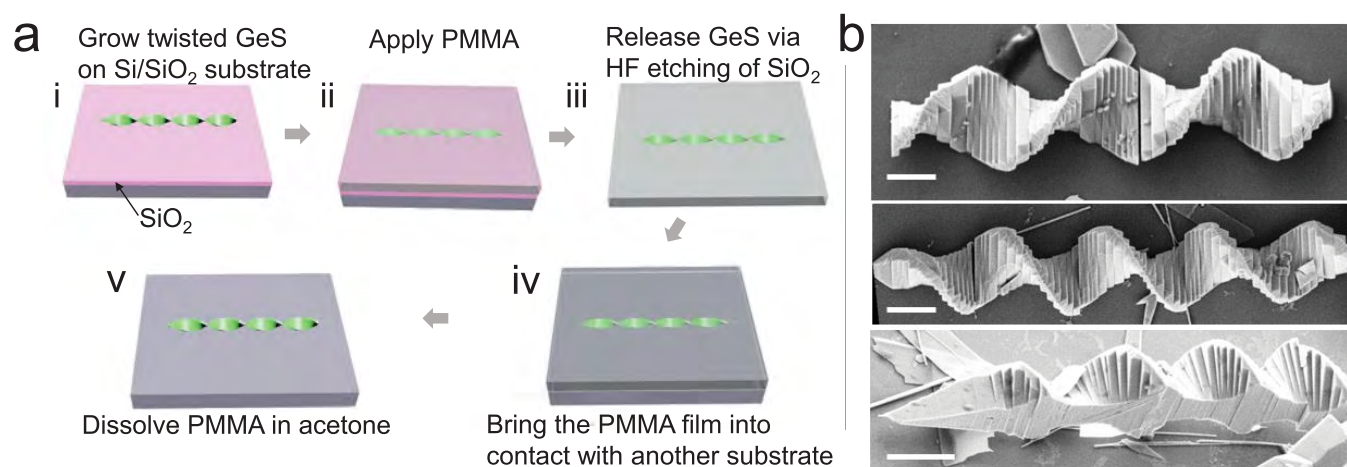 a
b
Grow twisted GeS
on Si/SiO₂ substrate
i
SiO₂
Apply PMMA
ii
Release GeS via
HF etching of SiO₂
iii
iv
Bring the PMMA film into
contact with another substrate
v
Dissolve PMMA in acetone